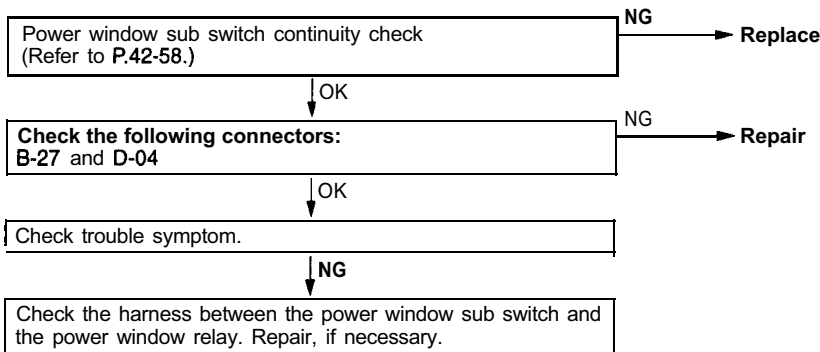 Power window sub switch continuity check
(Refer to P.42-58.)
NG
Replace
OK
Check the following connectors:
B-27 and D-04
NG
Repair
OK
Check trouble symptom.
NG
Check the harness between the power window sub switch and
the power window relay. Repair, if necessary.